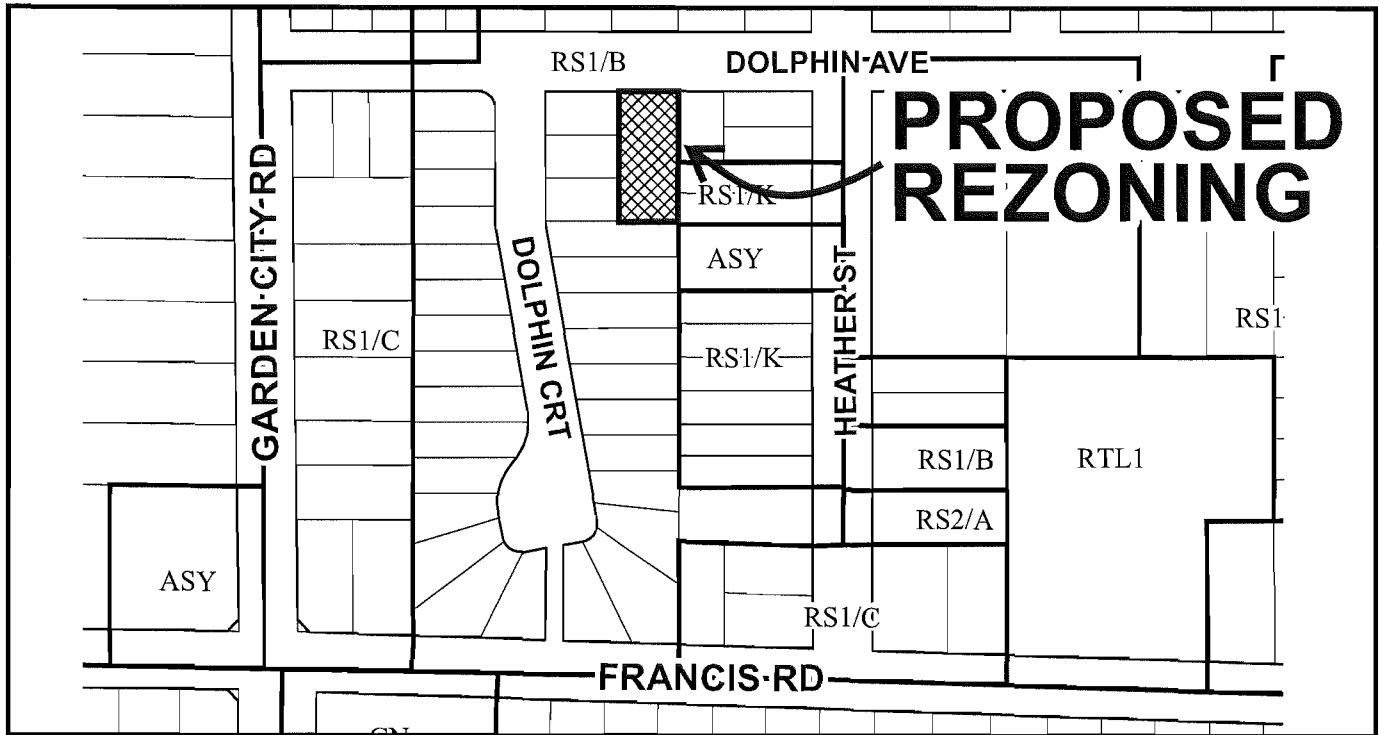 RS1/B
DOLPHIN AVE
PROPOSED
REZONING
GARDEN CITY RD
RS1/K
DOLPHIN CRT
ASY
HEATHER ST
RS1/C
RS1/K
RS1
RS1/B
RTL1
RS2/A
ASY
RS1/C
FRANCIS RD